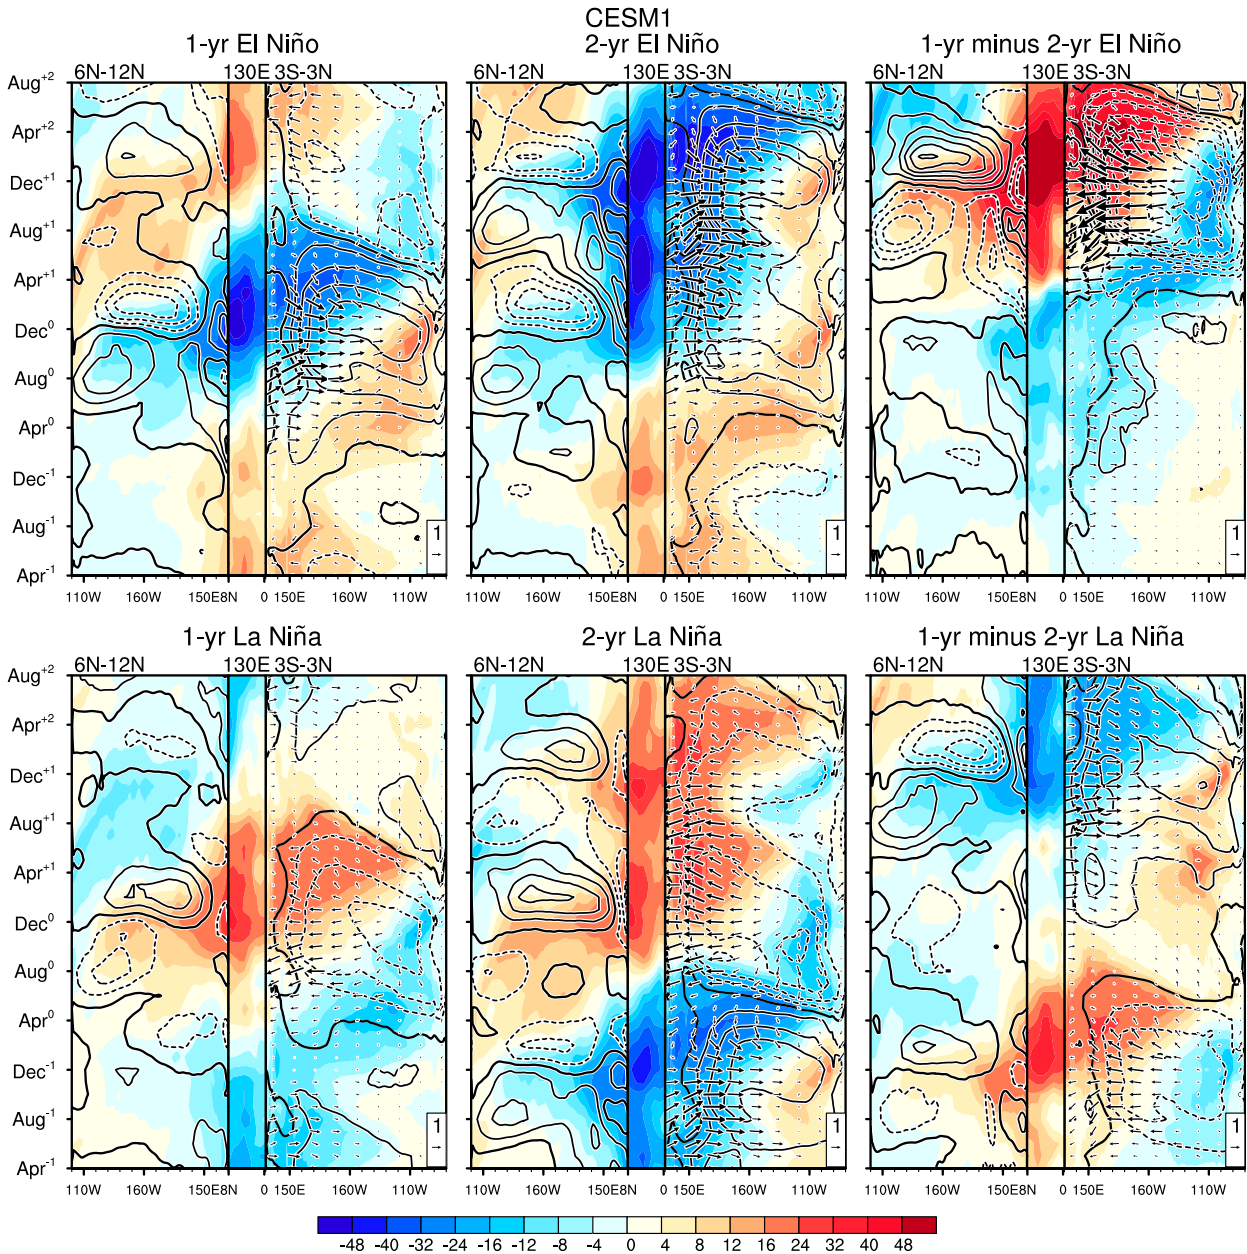 CESM1
1-yr El Niño
2-yr El Niño
1-yr minus 2-yr El Niño
6N-12N 130E 3S-3N
6N-12N 130E 3S-3N
6N-12N 130E 3S-3N
Aug+2
Apr+2
Dec+1
Aug+1
Apr+1
Dec0
Aug0
Apr0
Dec-1
Aug-1
Apr-1
1
1
1
110W 160W 150E8N 0 150E 160W 110W
110W 160W 150E8N 0 150E 160W 110W
110W 160W 150E8N 0 150E 160W 110W
1-yr La Niña
2-yr La Niña
1-yr minus 2-yr La Niña
6N-12N 130E 3S-3N
6N-12N 130E 3S-3N
6N-12N 130E 3S-3N
Aug+2
Apr+2
Dec+1
Aug+1
Apr+1
Dec0
Aug0
Apr0
Dec-1
Aug-1
Apr-1
1
1
1
110W 160W 150E8N 0 150E 160W 110W
110W 160W 150E8N 0 150E 160W 110W
110W 160W 150E8N 0 150E 160W 110W
-48 -40 -32 -24 -16 -12 -8 -4 0 4 8 12 16 24 32 40 48